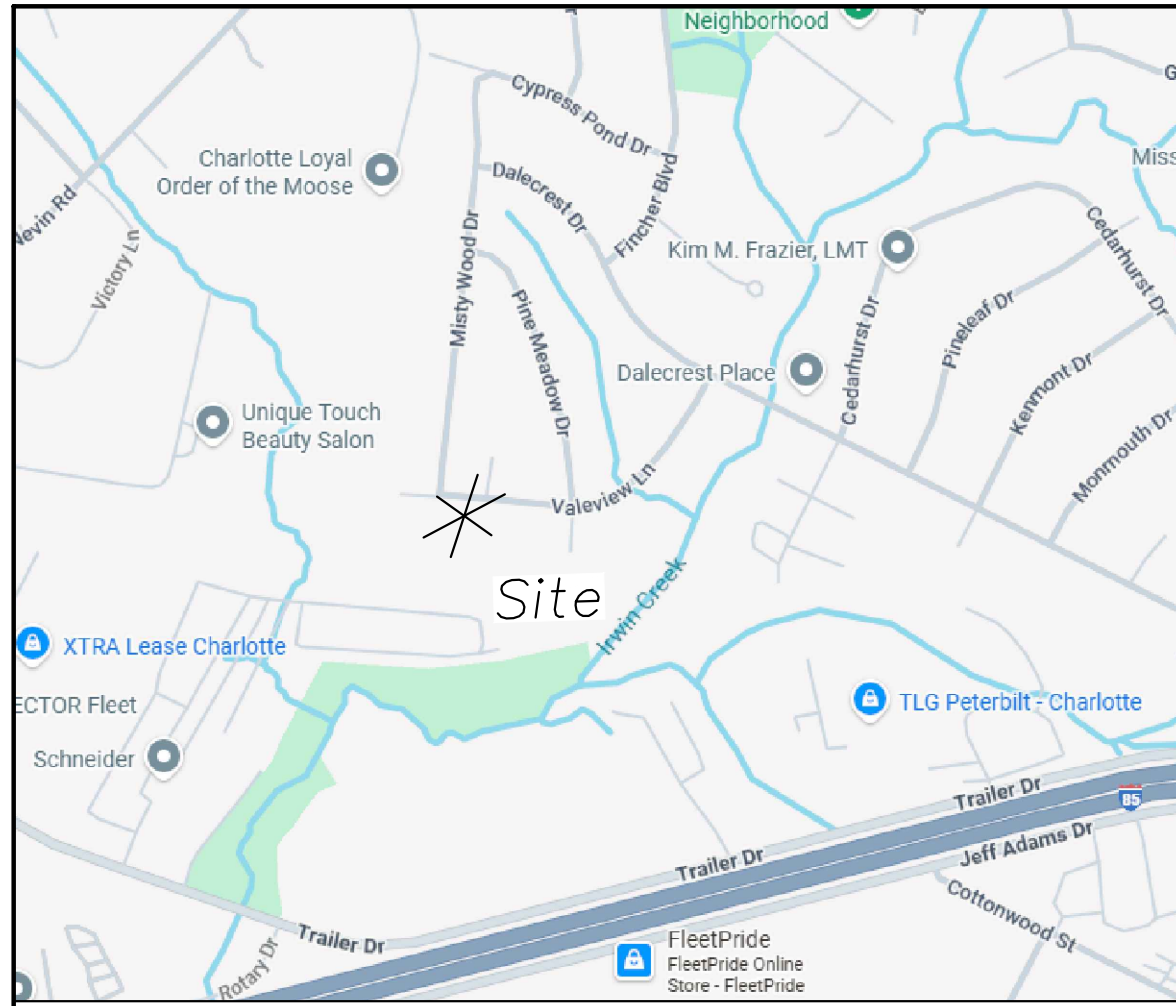 Neighborhood
Cypress Pond Dr
Charlotte Loyal
Order of the Moose
Dalecrest Dr
Fincher Blvd
Nevin Rd
Victory Ln
Misty Wood Dr
Kim M. Frazier, LMT
Cedarhurst Dr
Pine Meadow Dr
Pineleaf Dr
Cedarhurst Dr
Dalecrest Place
Kenmont Dr
Unique Touch
Beauty Salon
Monmouth Dr
Valeview Ln
Site
Irwin Creek
XTRA Lease Charlotte
ECTOR Fleet
TLG Peterbilt - Charlotte
Schneider
Trailer Dr
85
Trailer Dr
Jeff Adams Dr
Cottonwood St
Trailer Dr
Rotary Dr
FleetPride
FleetPride Online
Store - FleetPride